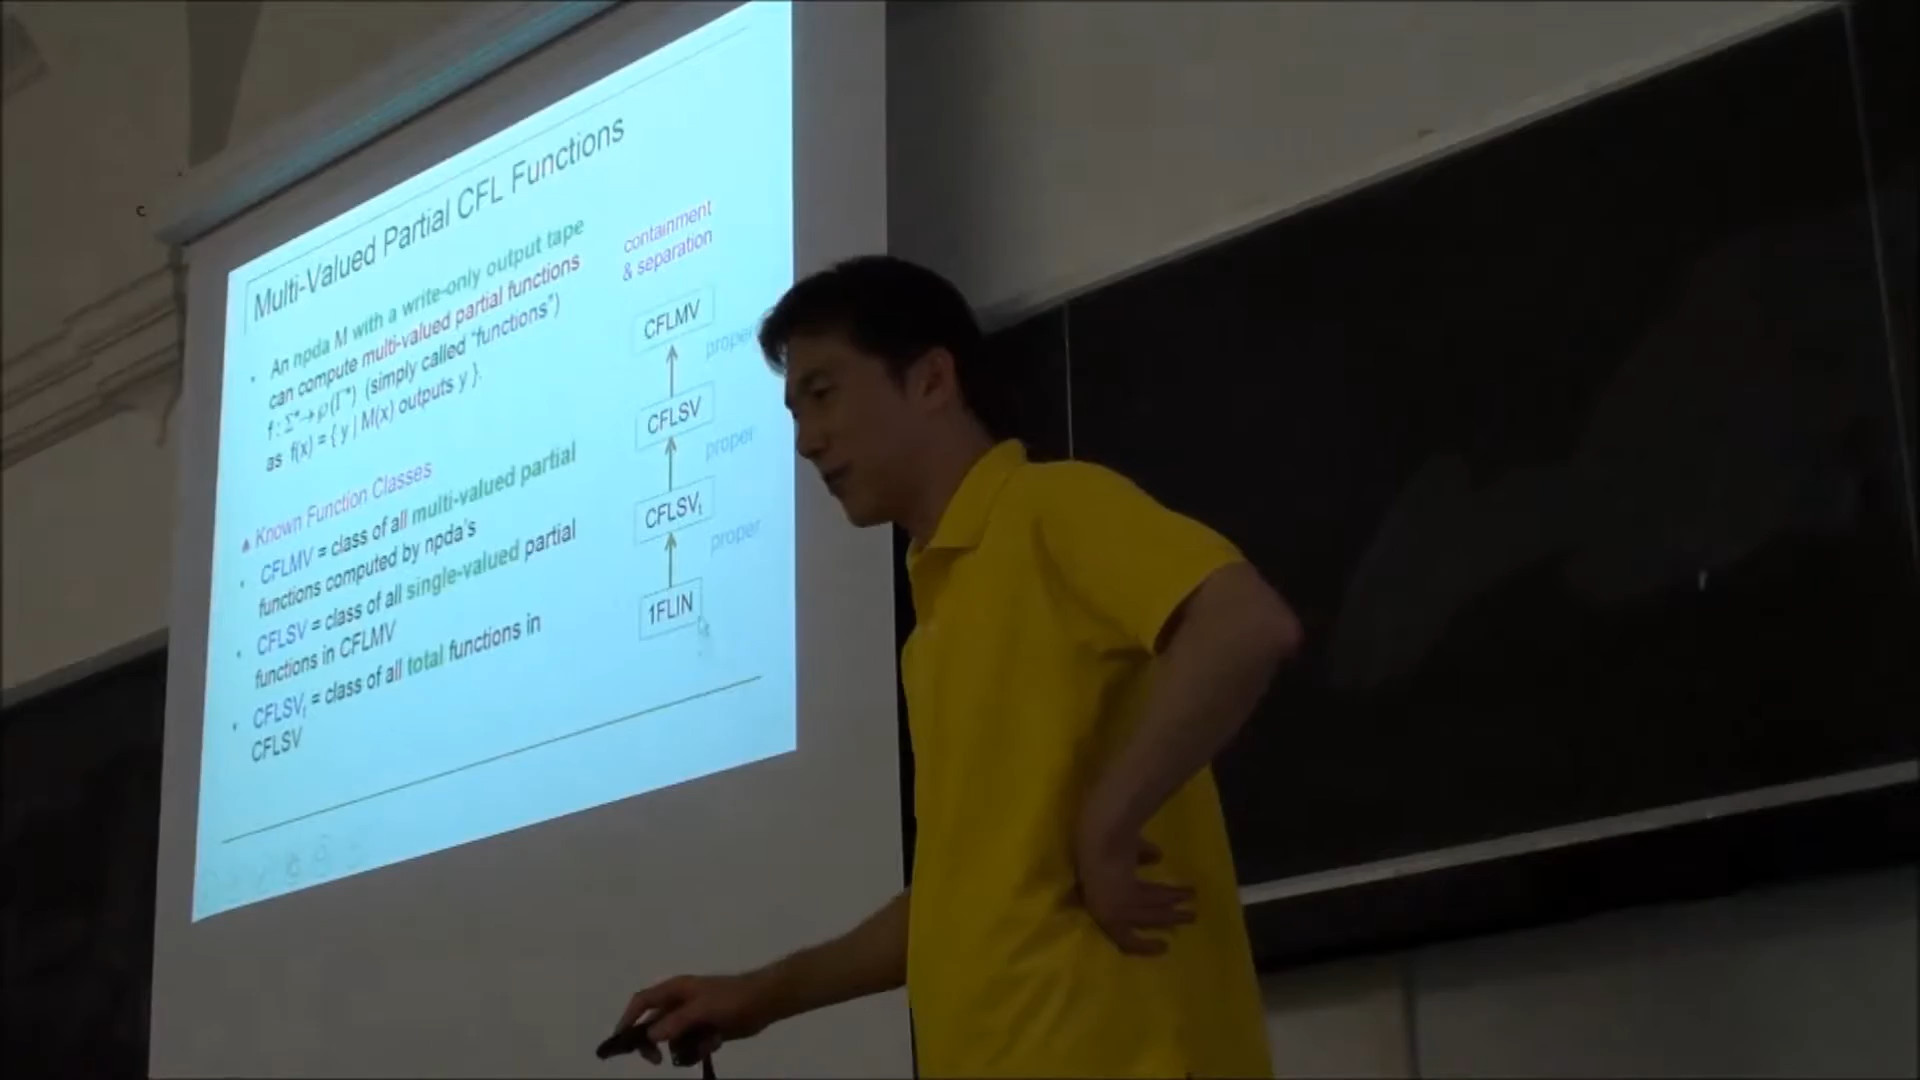 Multi-Valued Partial CFL Functions
• An npda M with a write-only output tape
can compute multi-valued partial functions
f : Σ*→℘(Γ*) (simply called "functions")
as f(x) = { y | M(x) outputs y }.
♠ Known Function Classes
• CFLMV = class of all multi-valued partial
functions computed by npda's
• CFLSV = class of all single-valued partial
functions in CFLMV
• CFLSVₜ = class of all total functions in
CFLSV
containment
& separation
CFLMV
proper
CFLSV
proper
CFLSVₜ
proper
1FLIN